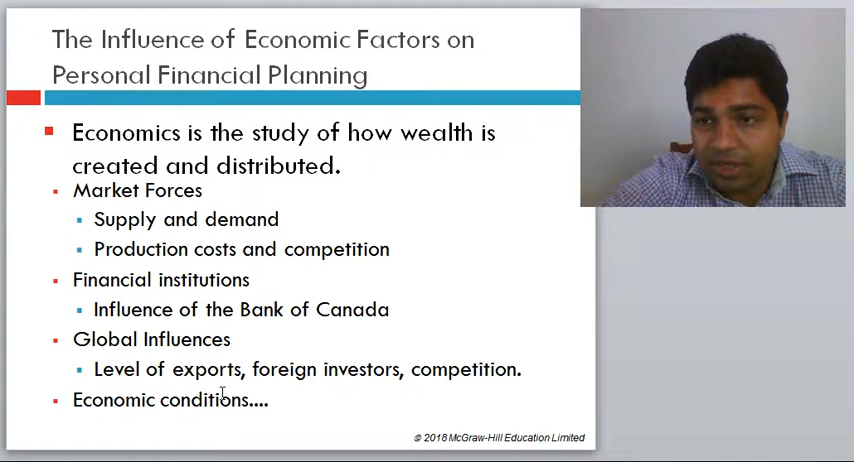 The Influence of Economic Factors on
Personal Financial Planning
Economics is the study of how wealth is
created and distributed.
Market Forces
Supply and demand
Production costs and competition
Financial institutions
Influence of the Bank of Canada
Global Influences
Level of exports, foreign investors, competition.
Economic conditions....
© 2018 McGraw-Hill Education Limited